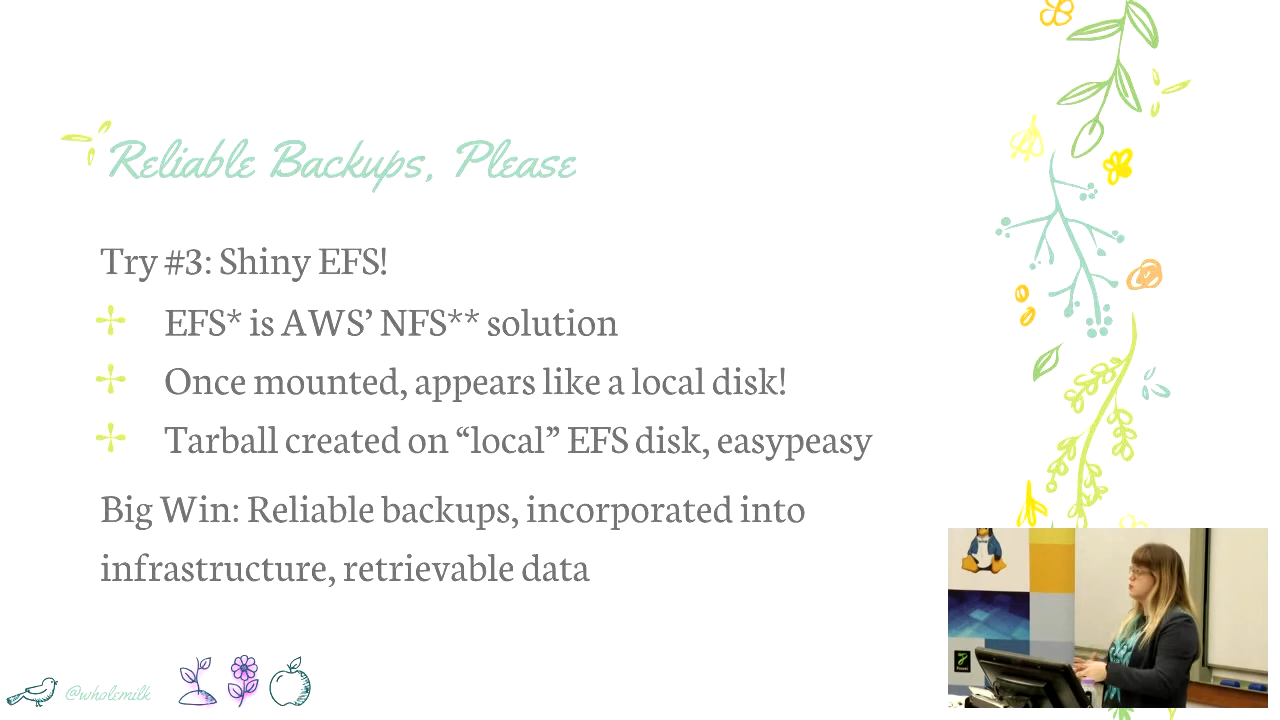 Reliable Backups, Please
Try #3: Shiny EFS!
EFS* is AWS’ NFS** solution
Once mounted, appears like a local disk!
Tarball created on “local” EFS disk, easypeasy
Big Win: Reliable backups, incorporated into
infrastructure, retrievable data
@wholemilk